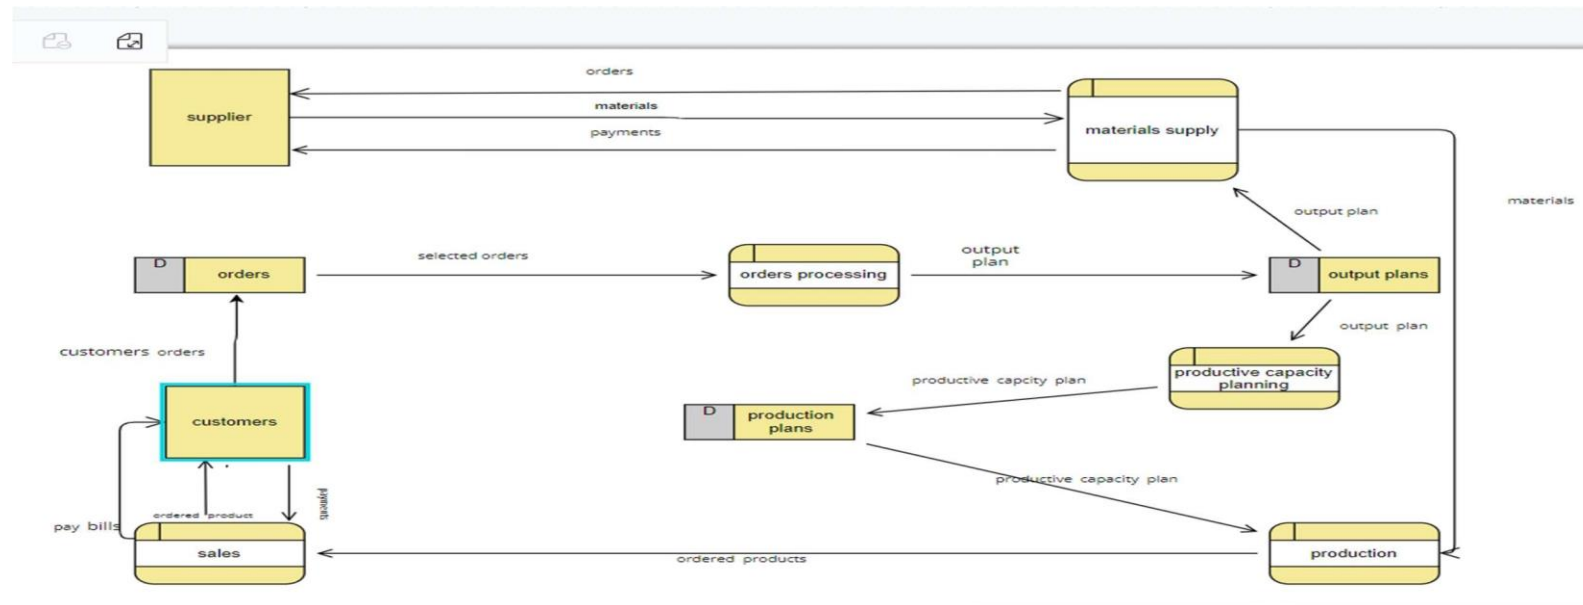 orders
supplier
materials
payments
materials supply
materials
output plan
D
orders
selected orders
orders processing
output
plan
D
output plans
output plan
customers orders
productive capacity
planning
productive capcity plan
D
production
plans
customers
productive capacity plan
payments
ordered product
pay bills
sales
ordered products
production